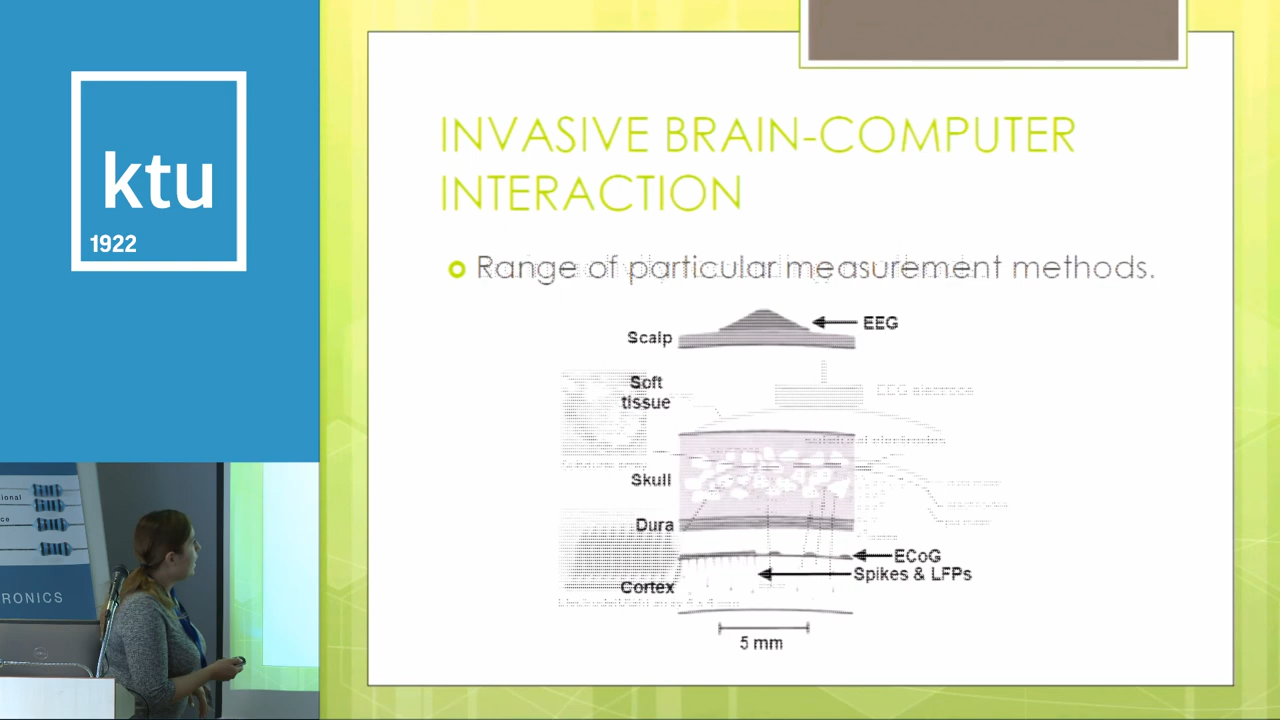 ktu
1922
INVASIVE BRAIN-COMPUTER
INTERACTION
Range of particular measurement methods.
EEG
Scalp
Soft
tissue
Skull
Dura
ECoG
Spikes & LFPs
Cortex
5 mm
RONICS